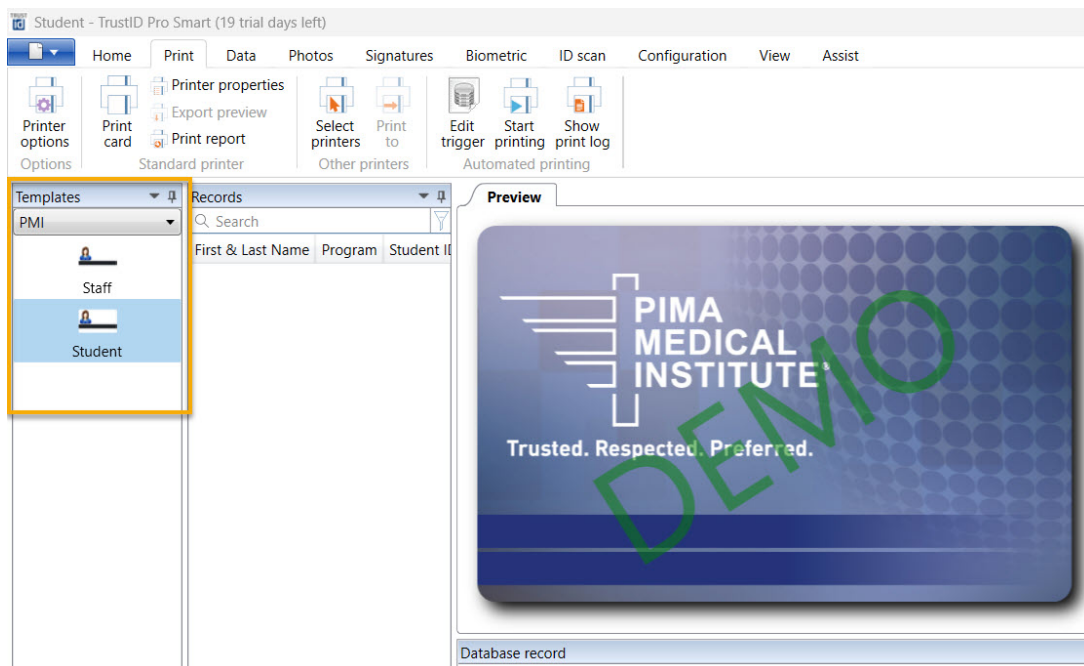 Student - TrustID Pro Smart (19 trial days left)
Home Print Data Photos Signatures Biometric ID scan Configuration View Assist
Printer options
Print card
Printer properties
Export preview
Print report
Select printers
Print to
Edit trigger
Start printing
Show print log
Options
Standard printer
Other printers
Automated printing
Templates
PMI
Staff
Student
Records
Search
First & Last Name Program Student
Preview
PIMA
MEDICAL
INSTITUTE®
Trusted. Respected. Preferred.
DEMO
Database record